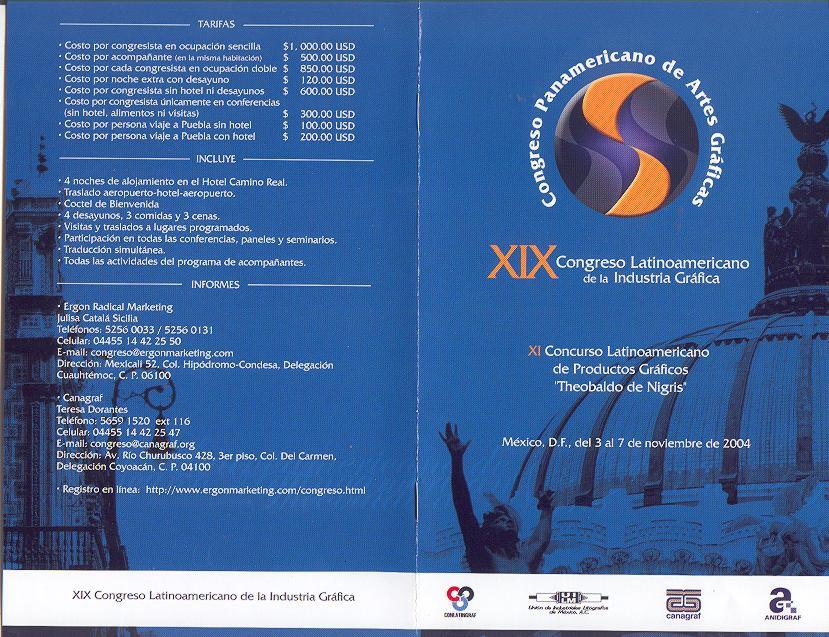 TARIFAS
· Costo por congresista en ocupación sencilla $1, 000.00 USD
· Costo por acompañante (en la misma habitación) $ 500.00 USD
· Costo por cada congresista en ocupación doble $ 850.00 USD
· Costo por noche extra con desayuno $ 120.00 USD
· Costo por congresista sin hotel ni desayunos $ 600.00 USD
· Costo por congresista únicamente en conferencias
(sin hotel, alimentos ni visitas) $ 300.00 USD
· Costo por persona viaje a Puebla sin hotel $ 100.00 USD
· Costo por persona viaje a Puebla con hotel $ 200.00 USD
INCLUYE
· 4 noches de alojamiento en el Hotel Camino Real.
· Traslado aeropuerto-hotel-aeropuerto.
· Coctel de Bienvenida
· 4 desayunos, 3 comidas y 3 cenas.
· Visitas y traslados a lugares programados.
· Participación en todas las conferencias, paneles y seminarios.
· Traducción simultánea.
· Todas las actividades del programa de acompañantes.
INFORMES
· Ergon Radical Marketing
Julisa Catalá Sicilia
Teléfonos: 5256 0033 / 5256 0131
Celular: 04455 14 42 25 50
E-mail: congreso@ergonmarketing.com
Dirección: Mexicali 52, Col. Hipódromo-Condesa, Delegación
Cuauhtémoc, C. P. 06100
· Canagraf
Teresa Dorantes
Teléfono: 5659 1520 ext 116
Celular: 04455 14 42 25 47
E-mail: congreso@canagraf.org
Dirección: Av. Río Churubusco 428, 3er piso, Col. Del Carmen,
Delegación Coyoacán, C. P. 04100
· Registro en línea: http://www.ergonmarketing.com/congreso.html
XIX Congreso Latinoamericano de la Industria Gráfica
Congreso Panamericano de Artes Gráficas
XIX Congreso Latinoamericano
de la Industria Gráfica
XI Concurso Latinoamericano
de Productos Gráficos
"Theobaldo de Nigris"
México, D.F., del 3 al 7 de noviembre de 2004
CONLATINGRAF
Unión de Industriales Litógrafos
de México, A.C.
canagraf
ANIDIGRAF